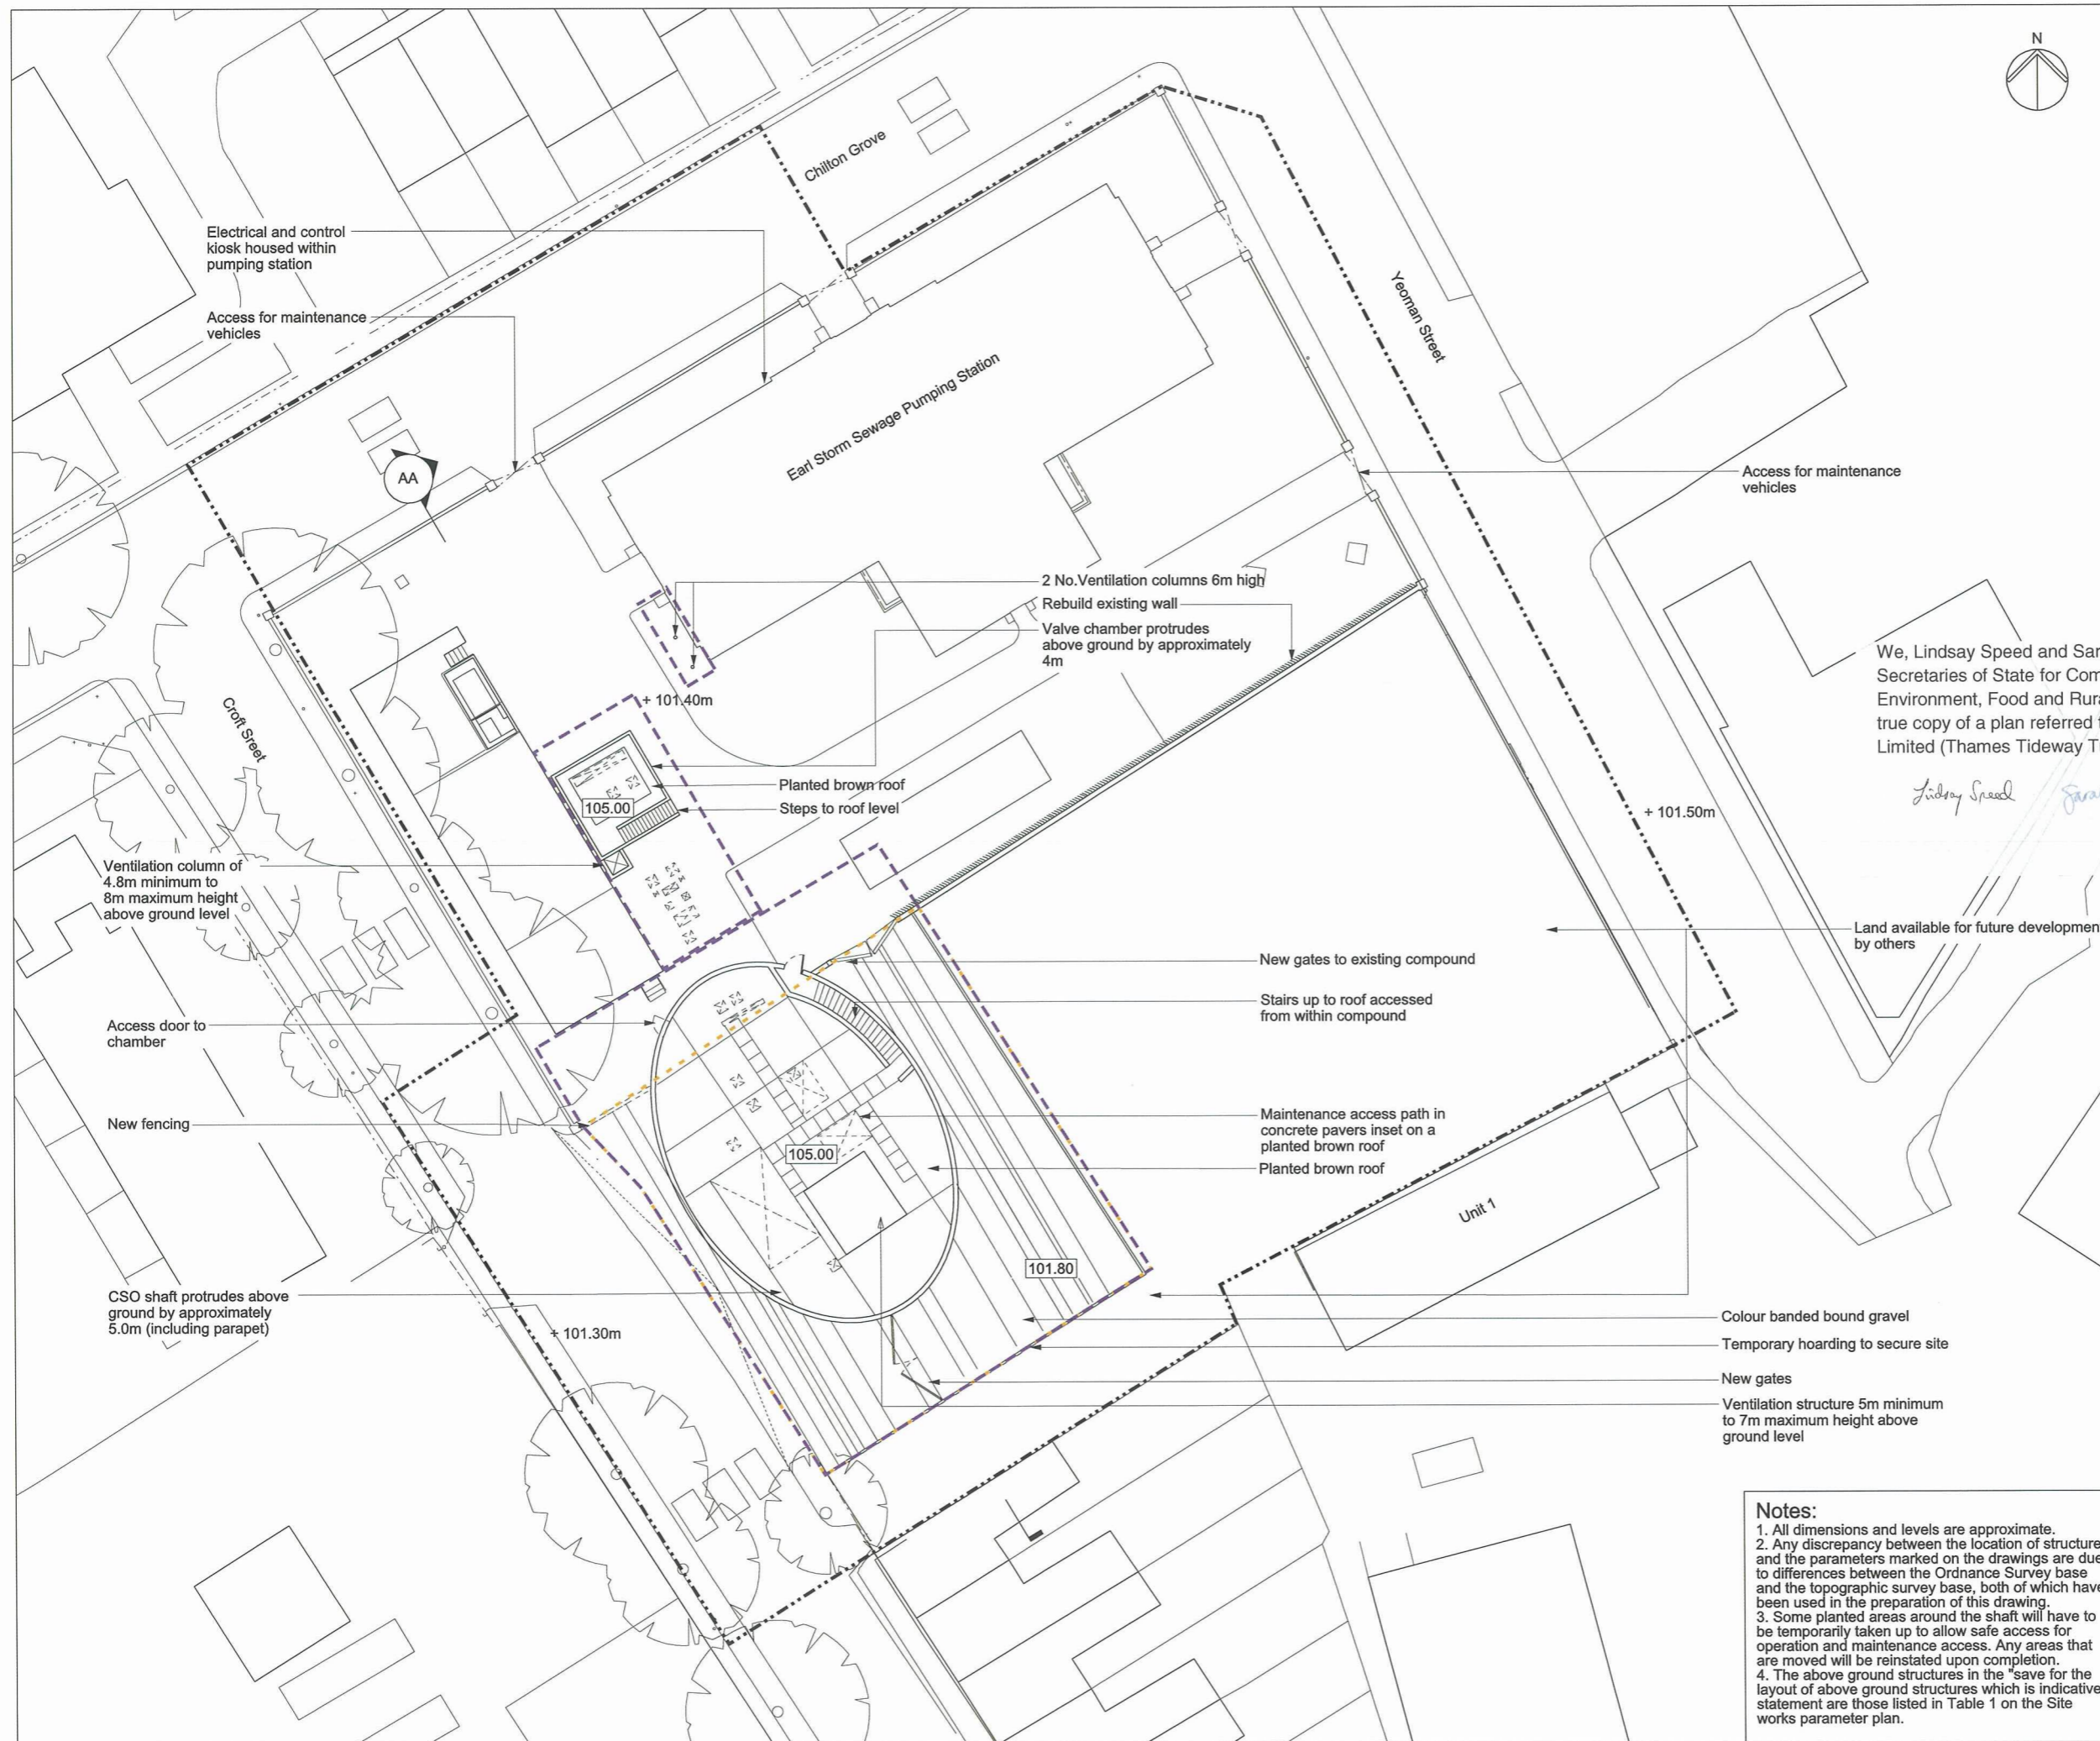 N
Chilton Grove
Electrical and control
kiosk housed within
pumping station
Access for maintenance
vehicles
Yeoman Street
Earl Storm Sewage Pumping Station
AA
Access for maintenance
vehicles
2 No.Ventilation columns 6m high
Rebuild existing wall
Valve chamber protrudes
above ground by approximately
4m
We, Lindsay Speed and
Secretaries of State for
Environment, Food and
true copy of a plan referred
Limited (Thames Tideway
Lindsay Speed
+ 101.40m
Croft Sreet
Planted brown roof
105.00
Steps to roof level
+ 101.50m
Ventilation column of
4.8m minimum to
8m maximum height
above ground level
Land available for future developmen
by others
New gates to existing compound
Stairs up to roof accessed
from within compound
Access door to
chamber
New fencing
Maintenance access path in
concrete pavers inset on a
planted brown roof
105.00
Planted brown roof
Unit 1
101.80
CSO shaft protrudes above
ground by approximately
5.0m (including parapet)
+ 101.30m
Colour banded bound gravel
Temporary hoarding to secure site
New gates
Ventilation structure 5m minimum
to 7m maximum height above
ground level
Notes:
1. All dimensions and levels are approximate.
2. Any discrepancy between the location of structure
and the parameters marked on the drawings are due
to differences between the Ordnance Survey base
and the topographic survey base, both of which have
been used in the preparation of this drawing.
3. Some planted areas around the shaft will have to
be temporarily taken up to allow safe access for
operation and maintenance access. Any areas that
are moved will be reinstated upon completion.
4. The above ground structures in the "save for the
layout of above ground structures which is indicative
statement are those listed in Table 1 on the Site
works parameter plan.